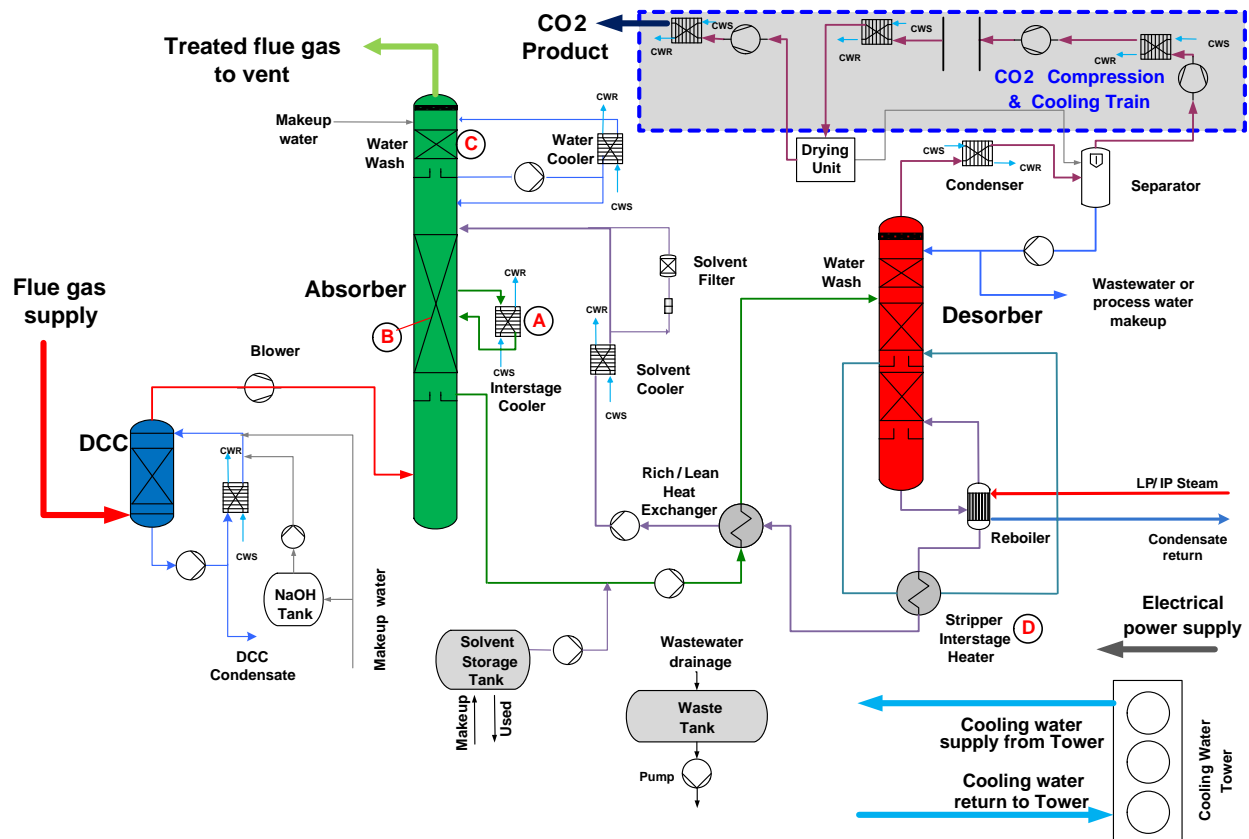 Treated flue gas
to vent
CO2
Product
CWS
CWR
CWS
CWR
CWS
CWR
CO2 Compression
& Cooling Train
Makeup
water
Water
Wash
C
CWR
Water
Cooler
CWS
Drying
Unit
CWS
CWR
Condenser
Separator
Flue gas
supply
Absorber
B
CWR
A
CWS
Interstage
Cooler
Solvent
Filter
CWR
Solvent
Cooler
CWS
Water
Wash
Desorber
Wastewater or
process water
makeup
Blower
DCC
CWR
CWS
NaOH
Tank
Makeup water
DCC
Condensate
Rich / Lean
Heat
Exchanger
LP/ IP Steam
Reboiler
Condensate
return
Stripper
Interstage
Heater
D
Electrical
power supply
Solvent
Storage
Tank
Makeup
Used
Wastewater
drainage
Waste
Tank
Pump
Cooling water
supply from Tower
Cooling water
return to Tower
Cooling Water
Tower